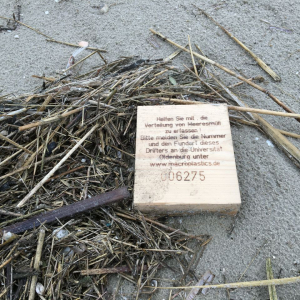 Helfen Sie mit die
Verteilung von Meeresmüll
zu erfassen!
Bitte melden Sie die Nummer
und den Fundort dieses
Drifters an die Universität
Oldenburg unter
www.macroplastics.de
006275